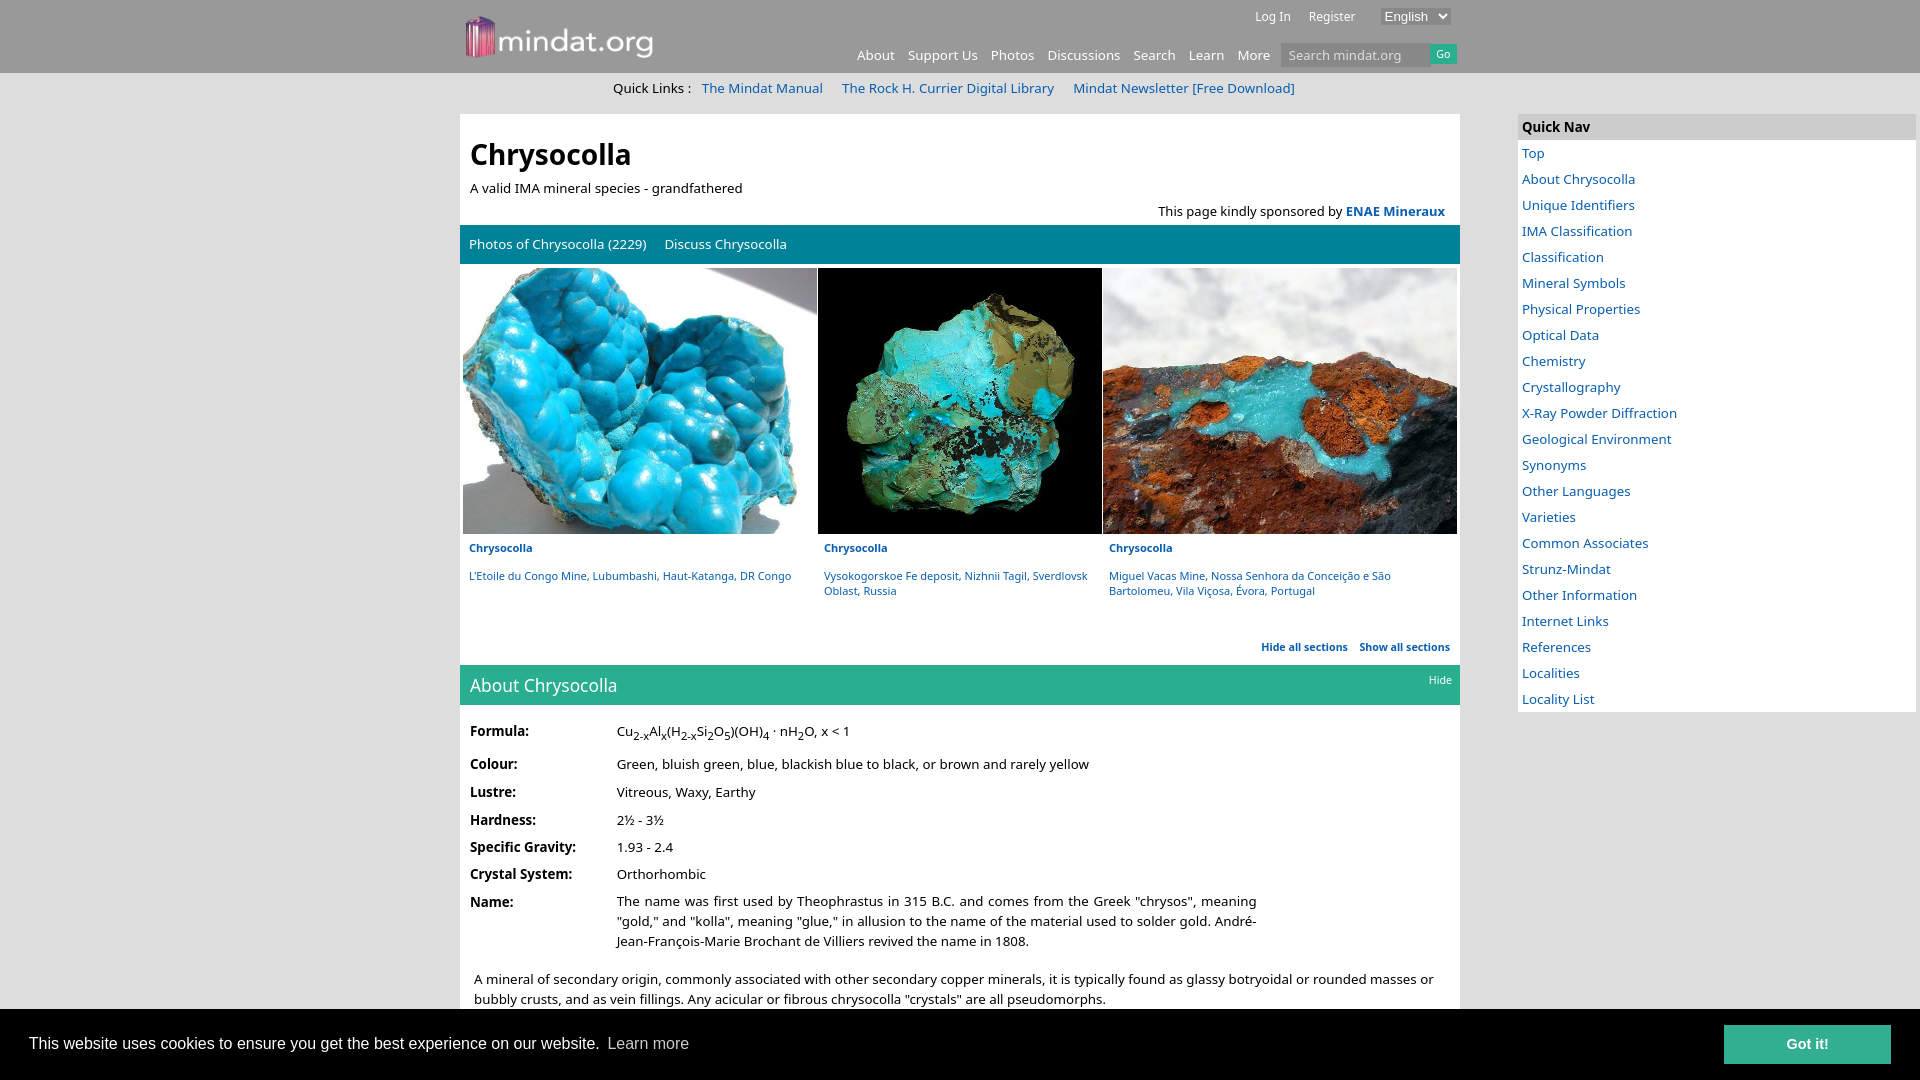 mindat.org
Log In Register English
About Support Us Photos Discussions Search Learn More Search mindat.org Go
Quick Links : The Mindat Manual The Rock H. Currier Digital Library Mindat Newsletter [Free Download]
Chrysocolla
A valid IMA mineral species - grandfathered
This page kindly sponsored by ENAE Mineraux
Photos of Chrysocolla (2229) Discuss Chrysocolla
Chrysocolla
L'Etoile du Congo Mine, Lubumbashi, Haut-Katanga, DR Congo
Chrysocolla
Vysokogorskoe Fe deposit, Nizhnii Tagil, Sverdlovsk
Oblast, Russia
Chrysocolla
Miguel Vacas Mine, Nossa Senhora da Conceição e São
Bartolomeu, Vila Viçosa, Évora, Portugal
Hide all sections Show all sections
About Chrysocolla Hide
Formula: Cu2-xAlx(H2-xSi2O5)(OH)4 · nH2O, x < 1
Colour: Green, bluish green, blue, blackish blue to black, or brown and rarely yellow
Lustre: Vitreous, Waxy, Earthy
Hardness: 2½ - 3½
Specific Gravity: 1.93 - 2.4
Crystal System: Orthorhombic
Name: The name was first used by Theophrastus in 315 B.C. and comes from the Greek "chrysos", meaning
"gold," and "kolla", meaning "glue," in allusion to the name of the material used to solder gold. André-
Jean-François-Marie Brochant de Villiers revived the name in 1808.
A mineral of secondary origin, commonly associated with other secondary copper minerals, it is typically found as glassy botryoidal or rounded masses or
bubbly crusts, and as vein fillings. Any acicular or fibrous chrysocolla "crystals" are all pseudomorphs.
Quick Nav
Top
About Chrysocolla
Unique Identifiers
IMA Classification
Classification
Mineral Symbols
Physical Properties
Optical Data
Chemistry
Crystallography
X-Ray Powder Diffraction
Geological Environment
Synonyms
Other Languages
Varieties
Common Associates
Strunz-Mindat
Other Information
Internet Links
References
Localities
Locality List
This website uses cookies to ensure you get the best experience on our website. Learn more
Got it!